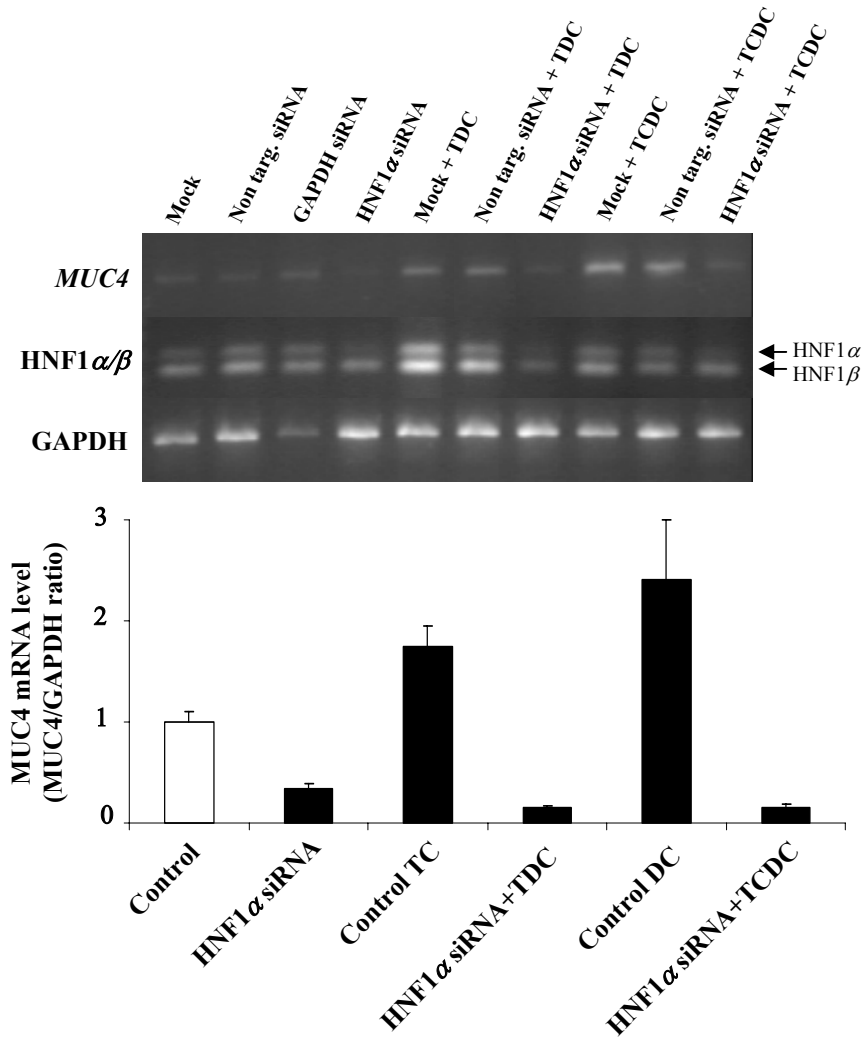 Mock
Non targ. siRNA
GAPDH siRNA
HNF1α siRNA
Mock + TDC
Non targ. siRNA + TDC
HNF1α siRNA + TDC
Mock + TCDC
Non targ. siRNA + TCDC
HNF1α siRNA + TCDC
MUC4
HNF1α/β
HNF1α
HNF1β
GAPDH
MUC4 mRNA level
(MUC4/GAPDH ratio)
3
2
1
0
Control
HNF1α siRNA
Control TC
HNF1α siRNA+TDC
Control DC
HNF1α siRNA+TCDC